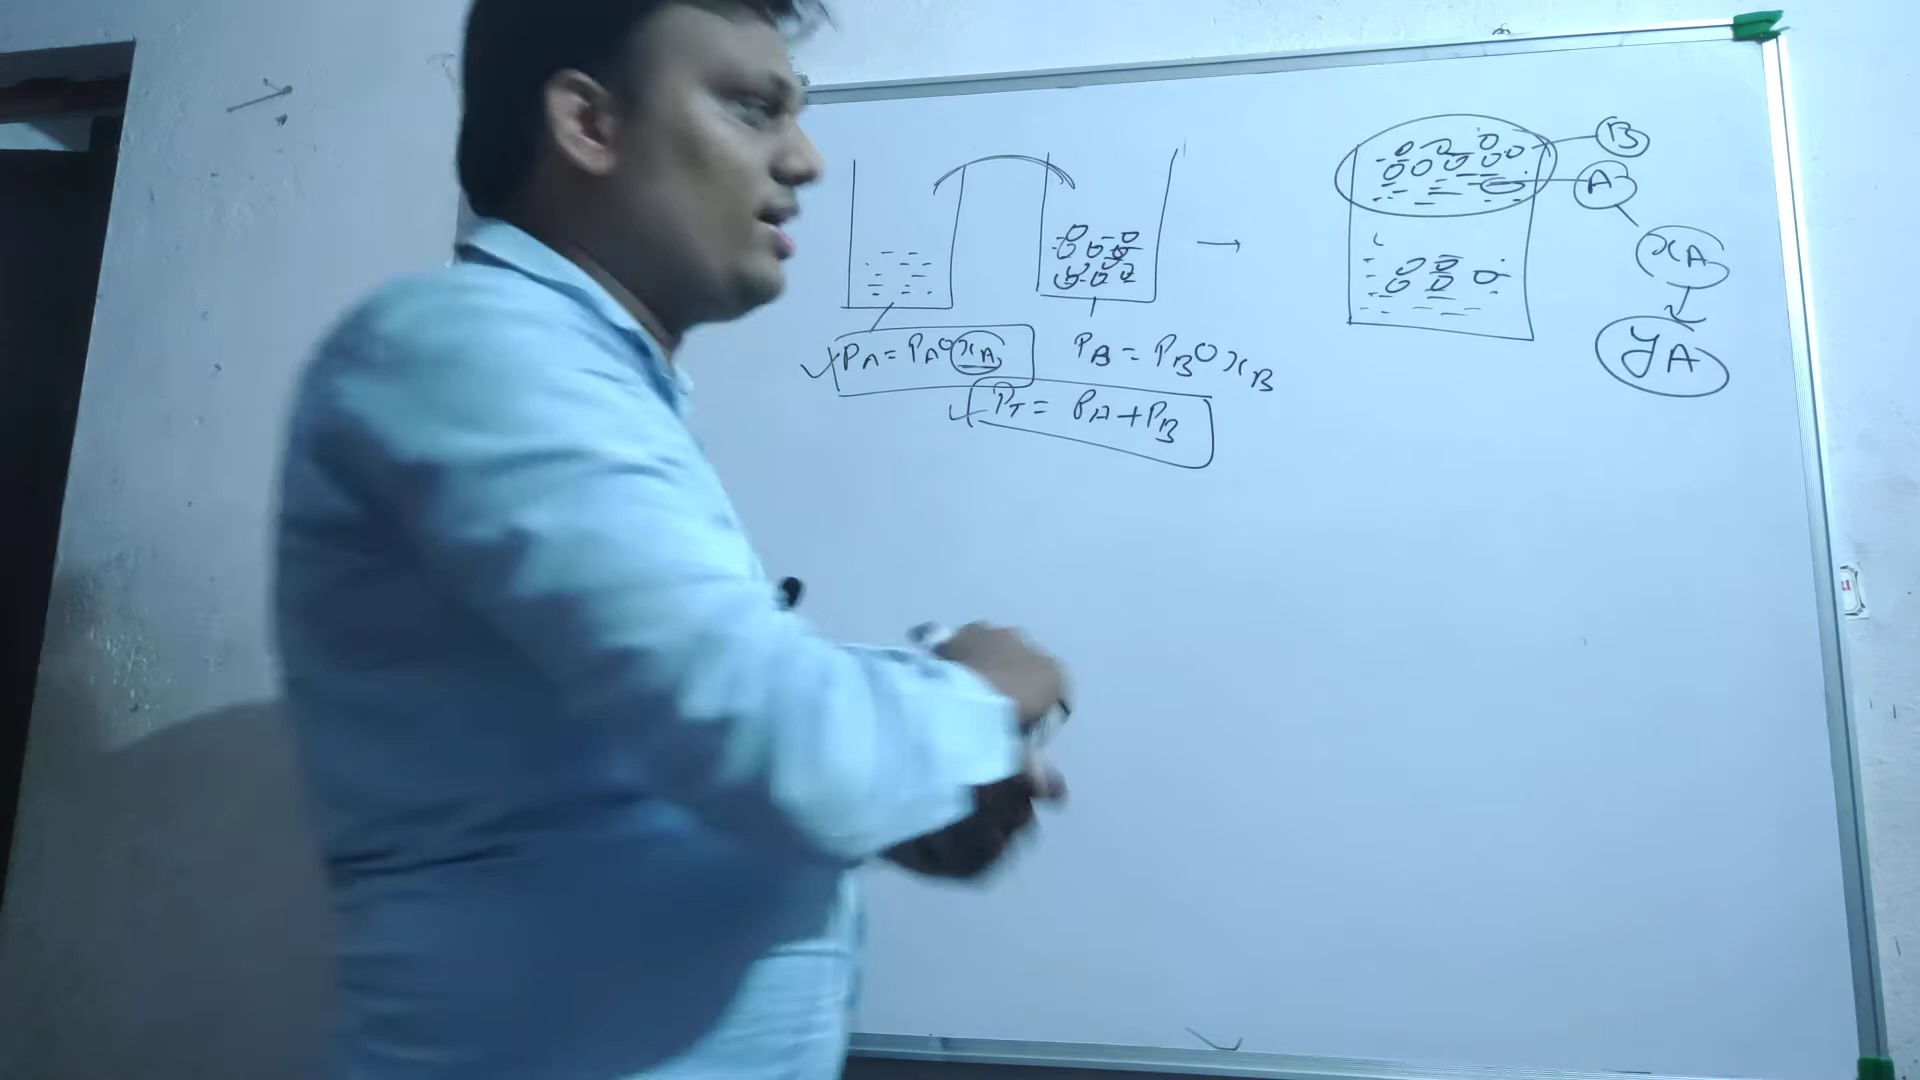 B
A
xA
yA
PA = PA° xA
PB = PB° xB
PT = PA + PB